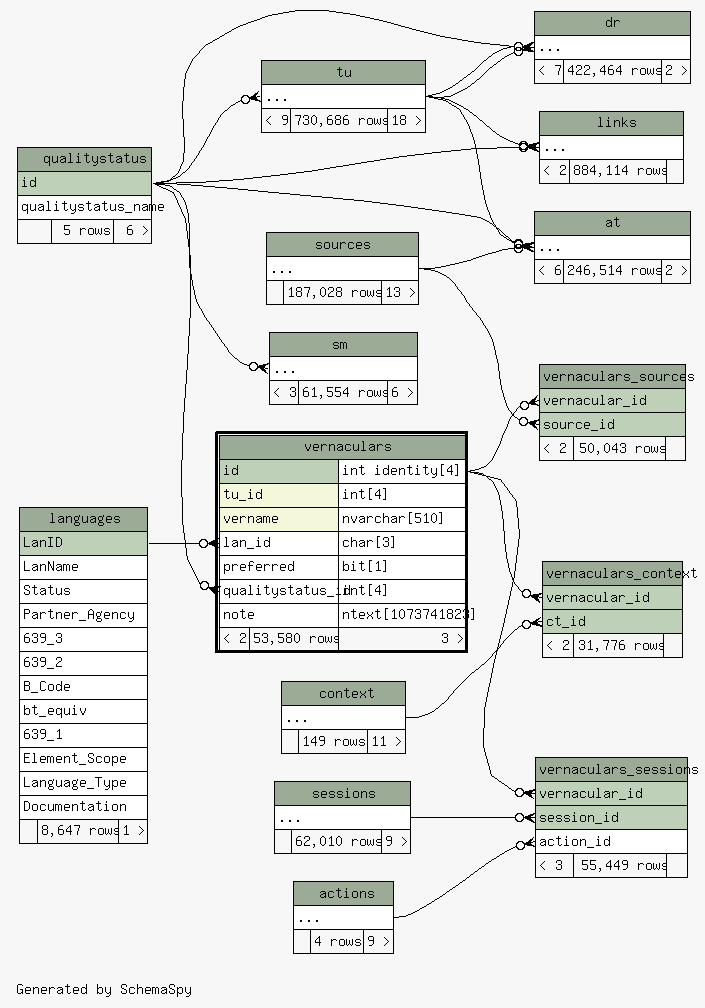 dr
...
< 7 422,464 rows 2 >
tu
...
< 9 730,686 rows 18 >
links
...
< 2 884,114 rows
qualitystatus
id
qualitystatus_name
5 rows 6 >
at
...
< 6 246,514 rows 2 >
sources
...
187,028 rows 13 >
sm
...
< 3 61,554 rows 6 >
vernaculars_sources
vernacular_id
source_id
< 2 50,043 rows
vernaculars
id int identity[4]
tu_id int[4]
vername nvarchar[510]
lan_id char[3]
preferred bit[1]
qualitystatus_id int[4]
note ntext[1073741823]
< 2 53,580 rows 3 >
languages
LanID
LanName
Status
Partner_Agency
639_3
639_2
B_Code
bt_equiv
639_1
Element_Scope
Language_Type
Documentation
8,647 rows 1 >
vernaculars_context
vernacular_id
ct_id
< 2 31,776 rows
context
...
149 rows 11 >
vernaculars_sessions
vernacular_id
session_id
action_id
< 3 55,449 rows
sessions
...
62,010 rows 9 >
actions
...
4 rows 9 >
Generated by SchemaSpy